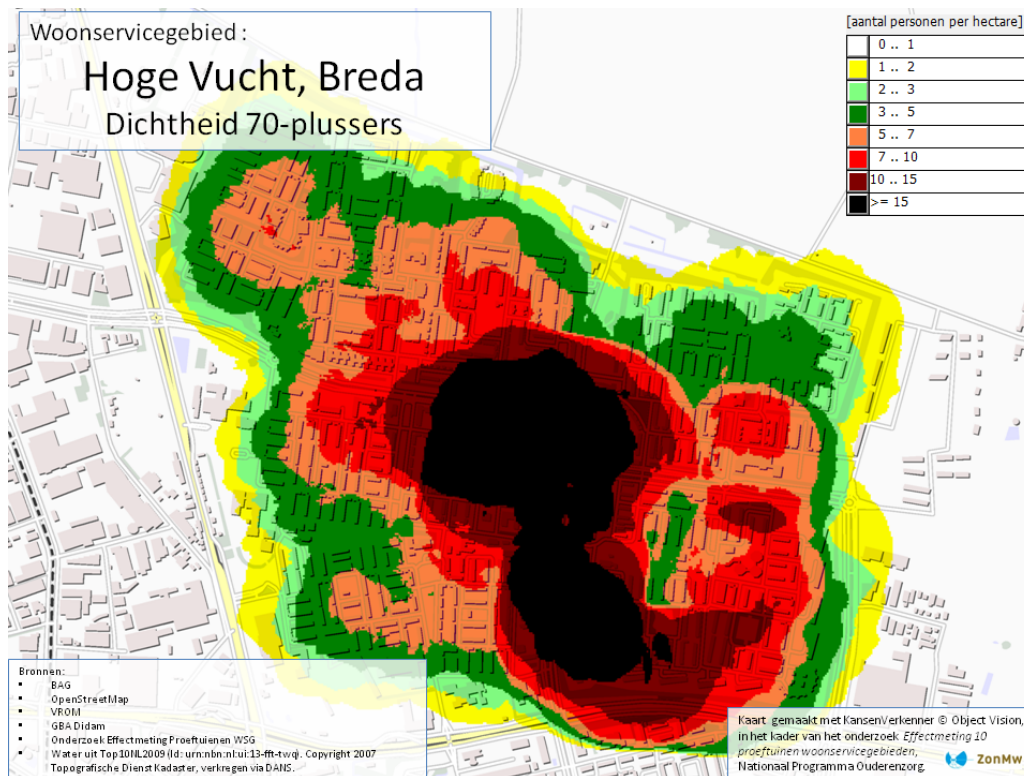 Woonservicegebied :
Hoge Vucht, Breda
Dichtheid 70-plussers
[aantal personen per hectare]
0 .. 1
1 .. 2
2 .. 3
3 .. 5
5 .. 7
7 .. 10
10 .. 15
>= 15
Bronnen:
▪ BAG
▪ OpenStreetMap
▪ VROM
▪ GBA Didam
▪ Onderzoek Effectmeting Proeftuienen WSG
▪ Water uit Top10NL2009 (Id: urn:nbn:nl:ui:13-fft-twq). Copyright 2007
Topografische Dienst Kadaster, verkregen via DANS.
Kaart gemaakt met KansenVerkenner © Object Vision,
in het kader van het onderzoek Effectmeting 10
proeftuinen woonservicegebieden,
Nationaal Programma Ouderenzorg.
ZonMw